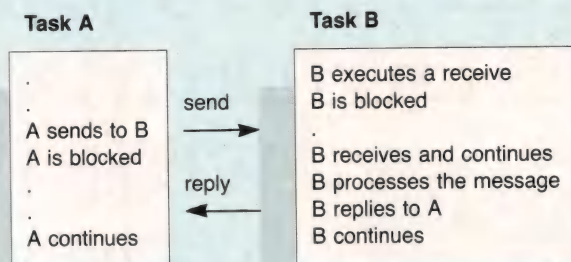 Task A
.
.
A sends to B
A is blocked
.
.
A continues
send
reply
Task B
B executes a receive
B is blocked
.
B receives and continues
B processes the message
B replies to A
B continues